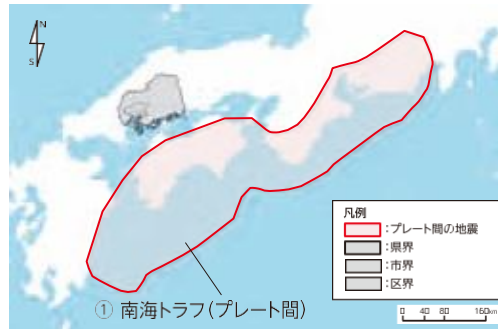 N
S
凡例
:プレート間の地震
:県界
:市界
:区界
① 南海トラフ(プレート間)
0 40 80 160km